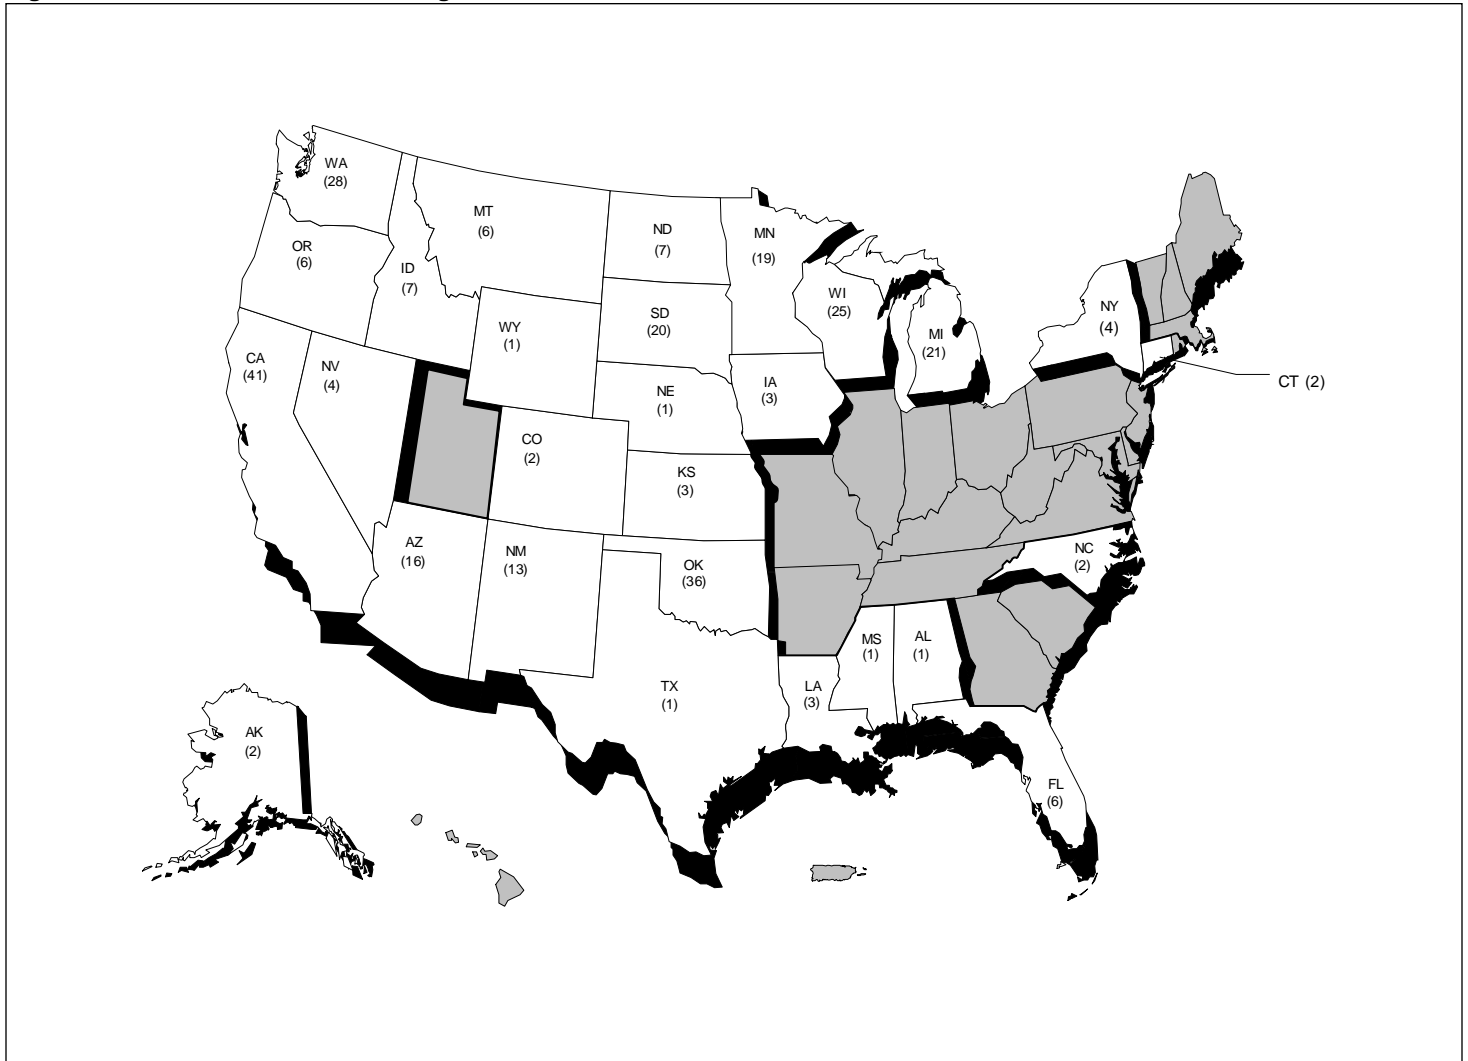 WA
(28)
MT
(6)
ND
(7)
MN
(19)
OR
(6)
ID
(7)
WI
(25)
NY
(4)
SD
(20)
WY
(1)
MI
(21)
CA
(41)
NV
(4)
NE
(1)
IA
(3)
CT (2)
CO
(2)
KS
(3)
AZ
(16)
NM
(13)
OK
(36)
NC
(2)
MS
(1)
AL
(1)
TX
(1)
LA
(3)
AK
(2)
FL
(6)